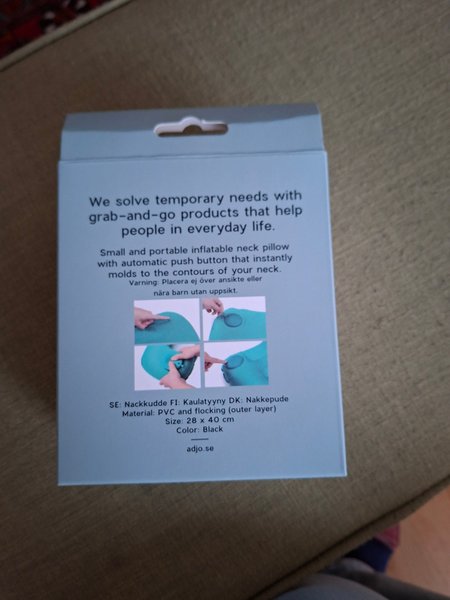 We solve temporary needs with
grab-and-go products that help
people in everyday life.
Small and portable inflatable neck pillow
with automatic push button that instantly
molds to the contours of your neck.
Varning: Placera ej över ansikte eller
nära barn utan uppsikt.
SE: Nackkudde FI: Kaulatyyny DK: Nakkepude
Material: PVC and flocking (outer layer)
Size: 28 x 40 cm
Color: Black
adjo.se